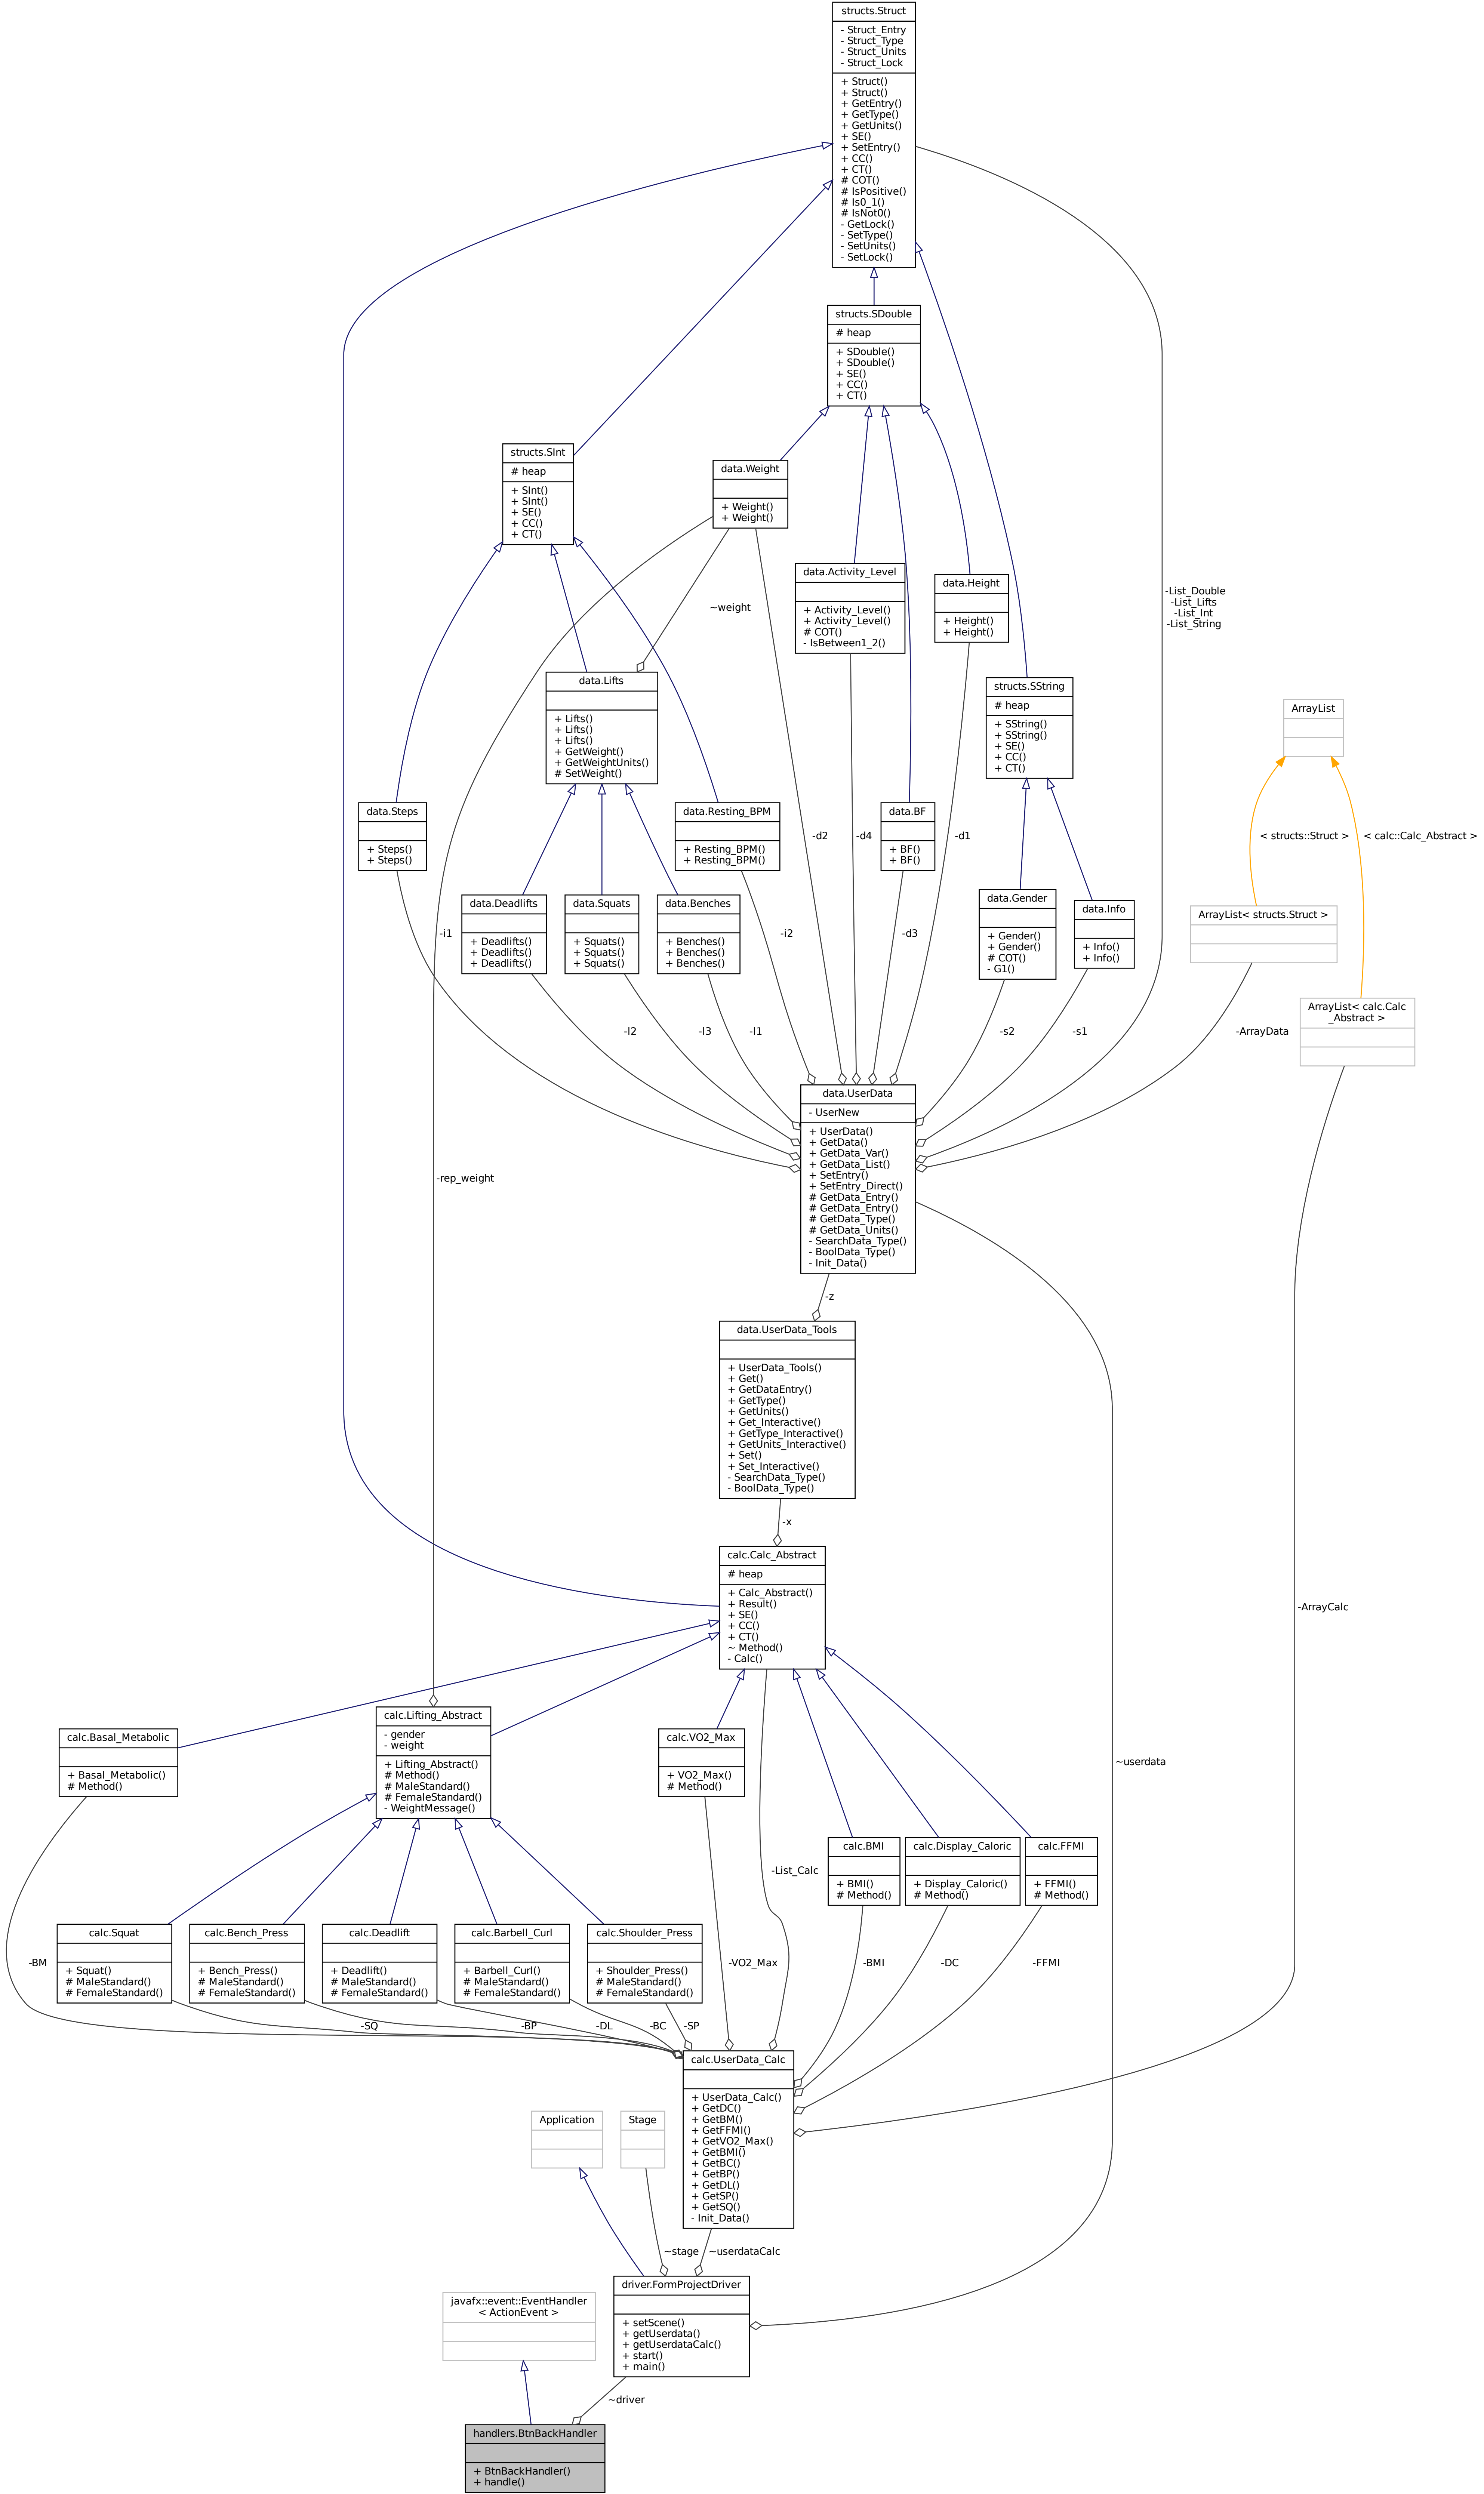 structs.Struct
- Struct_Entry
- Struct_Type
- Struct_Units
- Struct_Lock
+ Struct()
+ Struct()
+ GetEntry()
+ GetType()
+ GetUnits()
+ SE()
+ SetEntry()
+ CC()
+ CT()
# COT()
# IsPositive()
# Is0_1()
# IsNot0()
- GetLock()
- SetType()
- SetUnits()
- SetLock()
structs.SDouble
# heap
+ SDouble()
+ SDouble()
+ SE()
+ CC()
+ CT()
structs.SInt
# heap
+ SInt()
+ SInt()
+ SE()
+ CC()
+ CT()
data.Weight
+ Weight()
+ Weight()
data.Activity_Level
+ Activity_Level()
+ Activity_Level()
# COT()
- IsBetween1_2()
data.Height
+ Height()
+ Height()
-List_Double
-List_Lifts
-List_Int
-List_String
~weight
data.Lifts
+ Lifts()
+ Lifts()
+ Lifts()
+ GetWeight()
+ GetWeightUnits()
# SetWeight()
structs.SString
# heap
+ SString()
+ SString()
+ SE()
+ CC()
+ CT()
ArrayList
data.Steps
+ Steps()
+ Steps()
data.Resting_BPM
+ Resting_BPM()
+ Resting_BPM()
-d2
-d4
data.BF
+ BF()
+ BF()
-d1
< structs::Struct >
< calc::Calc_Abstract >
data.Deadlifts
+ Deadlifts()
+ Deadlifts()
+ Deadlifts()
data.Squats
+ Squats()
+ Squats()
+ Squats()
data.Benches
+ Benches()
+ Benches()
+ Benches()
data.Gender
+ Gender()
+ Gender()
# COT()
- G1()
data.Info
+ Info()
+ Info()
ArrayList< structs.Struct >
-i1
-i2
-d3
ArrayList< calc.Calc
_Abstract >
-l2
-l3
-l1
-s2
-s1
-ArrayData
data.UserData
- UserNew
+ UserData()
+ GetData()
+ GetData_Var()
+ GetData_List()
+ SetEntry()
+ SetEntry_Direct()
# GetData_Entry()
# GetData_Entry()
# GetData_Type()
# GetData_Units()
- SearchData_Type()
- BoolData_Type()
- Init_Data()
-rep_weight
-z
data.UserData_Tools
+ UserData_Tools()
+ Get()
+ GetDataEntry()
+ GetType()
+ GetUnits()
+ Get_Interactive()
+ GetType_Interactive()
+ GetUnits_Interactive()
+ Set()
+ Set_Interactive()
- SearchData_Type()
- BoolData_Type()
-x
calc.Calc_Abstract
# heap
+ Calc_Abstract()
+ Result()
+ SE()
+ CC()
+ CT()
~ Method()
- Calc()
-ArrayCalc
calc.Basal_Metabolic
+ Basal_Metabolic()
# Method()
calc.Lifting_Abstract
- gender
- weight
+ Lifting_Abstract()
# Method()
# MaleStandard()
# FemaleStandard()
- WeightMessage()
calc.VO2_Max
+ VO2_Max()
# Method()
~userdata
-List_Calc
calc.BMI
+ BMI()
# Method()
calc.Display_Caloric
+ Display_Caloric()
# Method()
calc.FFMI
+ FFMI()
# Method()
calc.Squat
+ Squat()
# MaleStandard()
# FemaleStandard()
calc.Bench_Press
+ Bench_Press()
# MaleStandard()
# FemaleStandard()
calc.Deadlift
+ Deadlift()
# MaleStandard()
# FemaleStandard()
calc.Barbell_Curl
+ Barbell_Curl()
# MaleStandard()
# FemaleStandard()
calc.Shoulder_Press
+ Shoulder_Press()
# MaleStandard()
# FemaleStandard()
-BM
-VO2_Max
-BMI
-DC
-FFMI
-SQ
-BP
-DL
-BC
-SP
calc.UserData_Calc
+ UserData_Calc()
+ GetDC()
+ GetBM()
+ GetFFMI()
+ GetVO2_Max()
+ GetBMI()
+ GetBC()
+ GetBP()
+ GetDL()
+ GetSP()
+ GetSQ()
- Init_Data()
Application
Stage
~stage
~userdataCalc
driver.FormProjectDriver
+ setScene()
+ getUserdata()
+ getUserdataCalc()
+ start()
+ main()
javafx::event::EventHandler
< ActionEvent >
~driver
handlers.BtnBackHandler
+ BtnBackHandler()
+ handle()